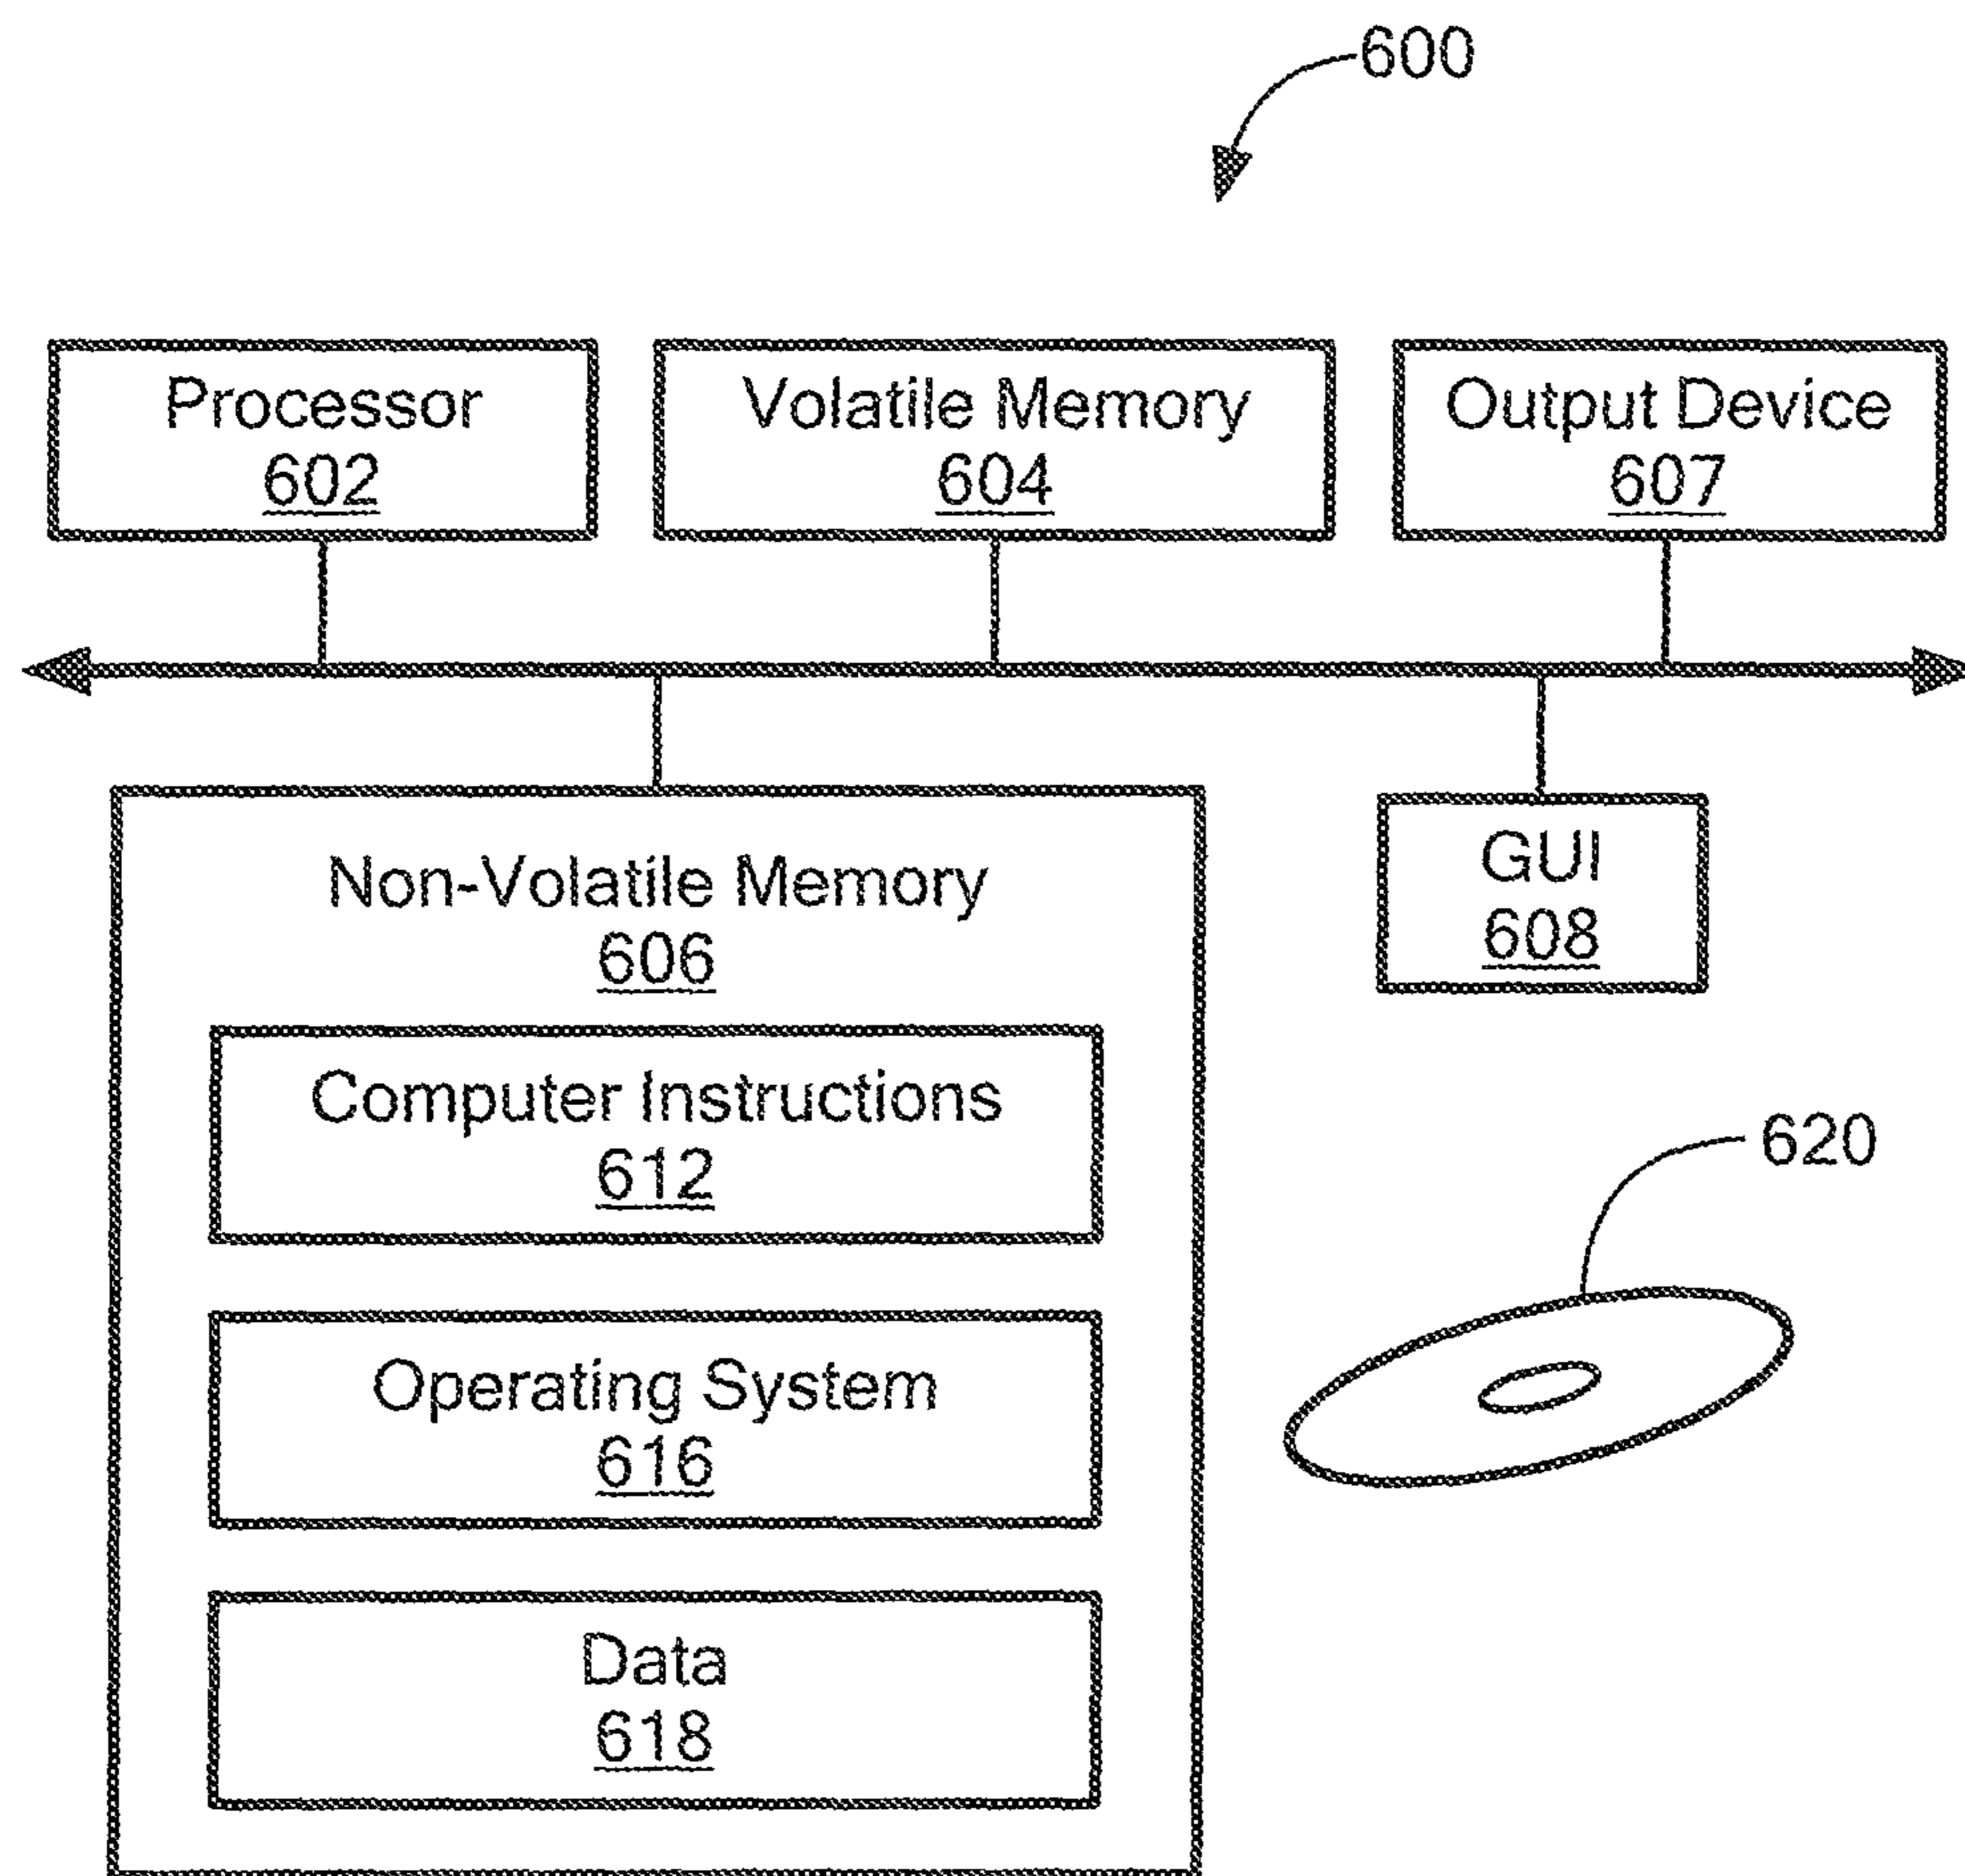 600
Processor
602
Volatile Memory
604
Output Device
607
Non-Volatile Memory
606
GUI
608
Computer Instructions
612
620
Operating System
616
Data
618